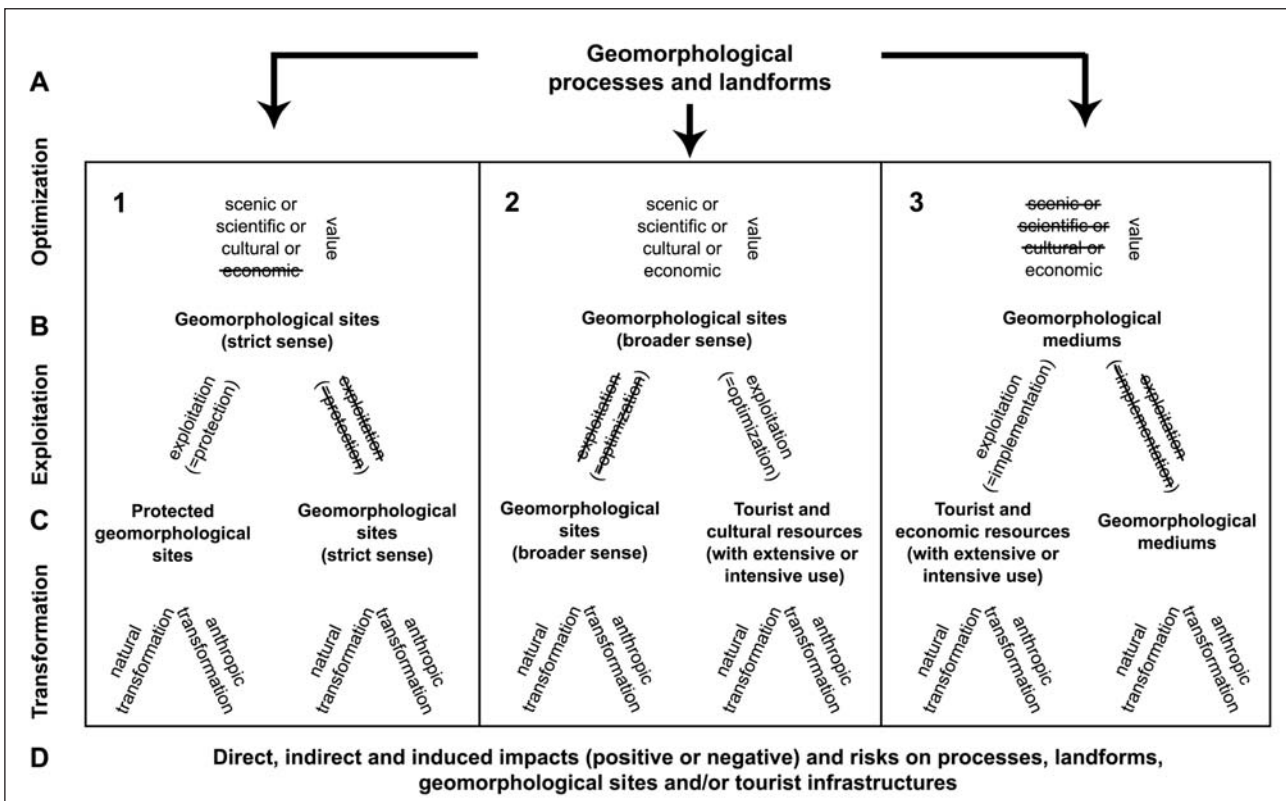 Geomorphological
processes and landforms
A
Optimization
1
scenic or
scientific or
cultural or
economic
value
2
scenic or
scientific or
cultural or
economic
value
3
scenic or
scientific or
cultural or
economic
value
B
Geomorphological sites
(strict sense)
Geomorphological sites
(broader sense)
Geomorphological
mediums
Exploitation
exploitation
(=protection)
exploitation
(=protection)
exploitation
(=optimization)
exploitation
(=optimization)
exploitation
(=implementation)
exploitation
(=implementation)
C
Protected
geomorphological
sites
Geomorphological
sites
(strict sense)
Geomorphological
sites
(broader sense)
Tourist and
cultural resources
(with extensive or
intensive use)
Tourist and
economic resources
(with extensive or
intensive use)
Geomorphological
mediums
Transformation
natural
transformation
anthropic
transformation
natural
transformation
anthropic
transformation
natural
transformation
anthropic
transformation
natural
transformation
anthropic
transformation
natural
transformation
anthropic
transformation
natural
transformation
anthropic
transformation
D
Direct, indirect and induced impacts (positive or negative) and risks on processes, landforms,
geomorphological sites and/or tourist infrastructures